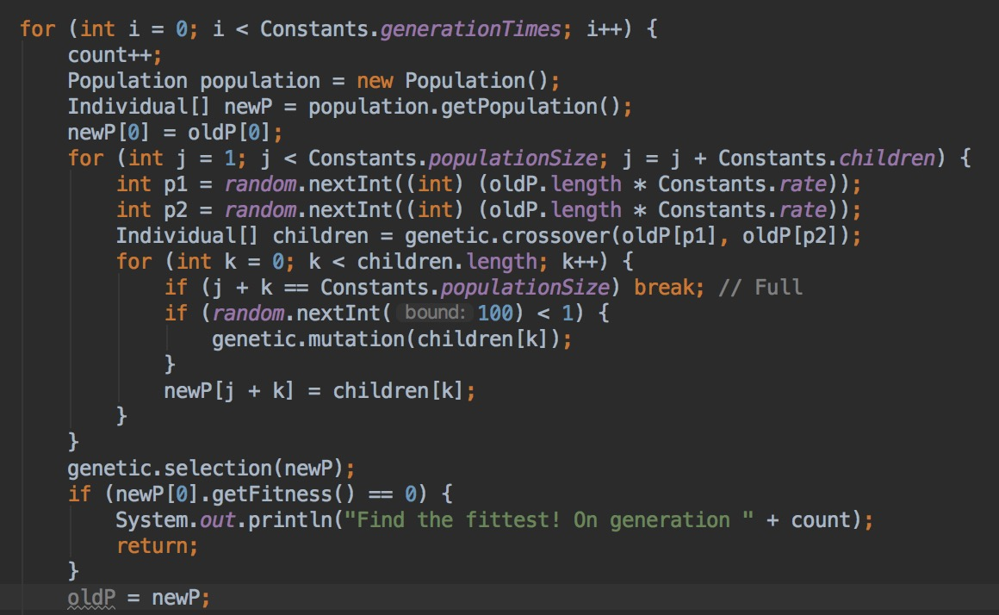 for (int i = 0; i < Constants.generationTimes; i++) {
    count++;
    Population population = new Population();
    Individual[] newP = population.getPopulation();
    newP[0] = oldP[0];
    for (int j = 1; j < Constants.populationSize; j = j + Constants.children) {
        int p1 = random.nextInt((int) (oldP.length * Constants.rate));
        int p2 = random.nextInt((int) (oldP.length * Constants.rate));
        Individual[] children = genetic.crossover(oldP[p1], oldP[p2]);
        for (int k = 0; k < children.length; k++) {
            if (j + k == Constants.populationSize) break; // Full
            if (random.nextInt( bound: 100) < 1) {
                genetic.mutation(children[k]);
            }
            newP[j + k] = children[k];
        }
    }
    genetic.selection(newP);
    if (newP[0].getFitness() == 0) {
        System.out.println("Find the fittest! On generation " + count);
        return;
    }
    oldP = newP;